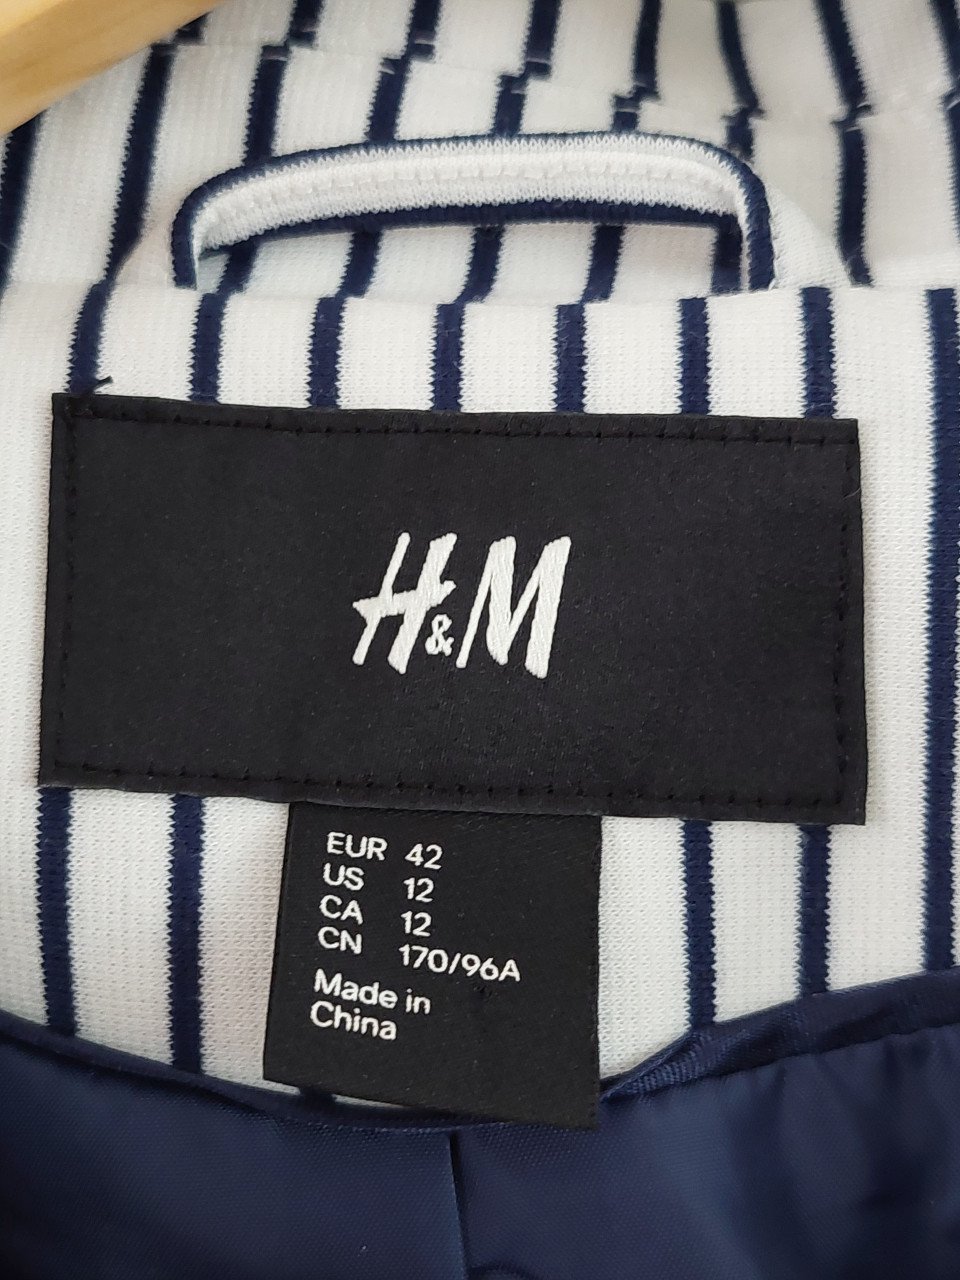 H&M
EUR 42
US 12
CA 12
CN 170/96A
Made in
China